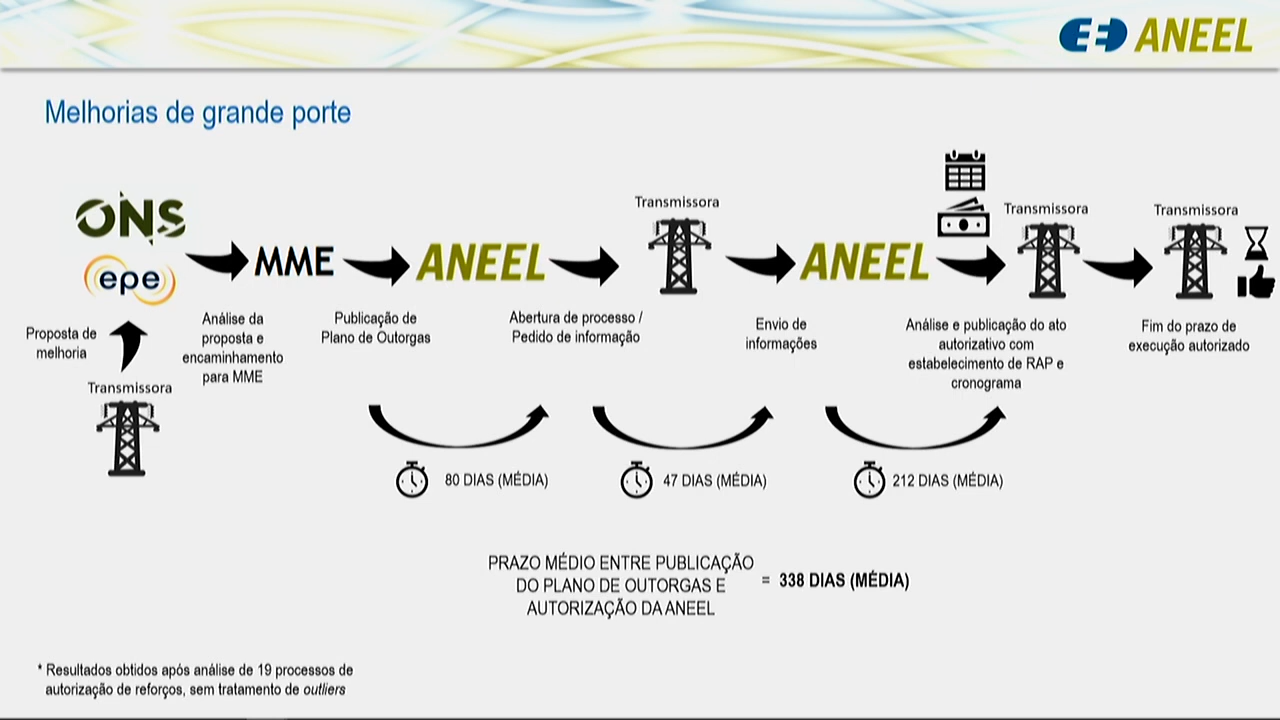 ANEEL
Melhorias de grande porte
ONS
epe
Proposta de
melhoria
Transmissora
Análise da
proposta e
encaminhamento
para MME
MME
Publicação de
Plano de Outorgas
ANEEL
Abertura de processo /
Pedido de informação
Transmissora
Envio de
informações
ANEEL
Análise e publicação do ato
autorizativo com
estabelecimento de RAP e
cronograma
Transmissora
Transmissora
Fim do prazo de
execução autorizado
80 DIAS (MÉDIA)
47 DIAS (MÉDIA)
212 DIAS (MÉDIA)
PRAZO MÉDIO ENTRE PUBLICAÇÃO
DO PLANO DE OUTORGAS E
AUTORIZAÇÃO DA ANEEL
= 338 DIAS (MÉDIA)
* Resultados obtidos após análise de 19 processos de
autorização de reforços, sem tratamento de outliers